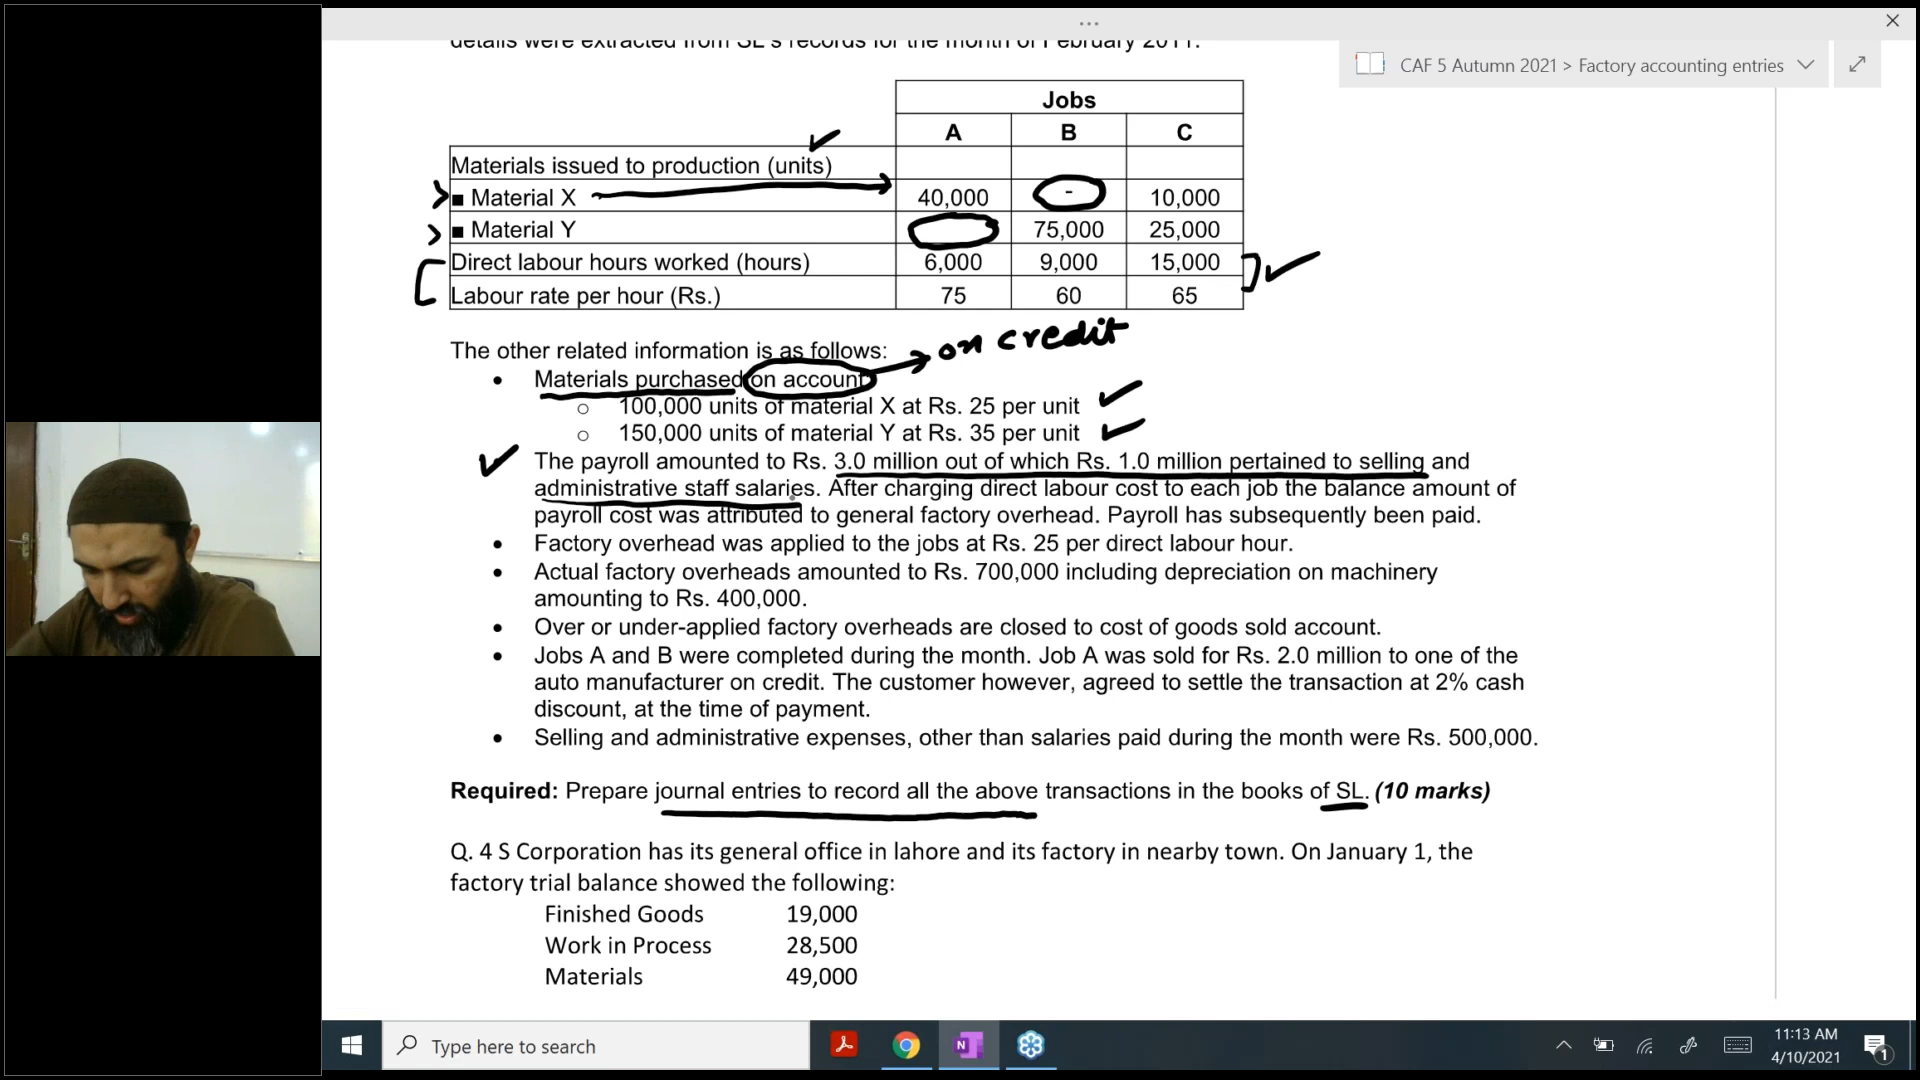 details were extracted from SL's records for the month of February 2011.
CAF 5 Autumn 2021 > Factory accounting entries
Jobs
A B C
Materials issued to production (units)
■ Material X 40,000 - 10,000
■ Material Y 75,000 25,000
Direct labour hours worked (hours) 6,000 9,000 15,000
Labour rate per hour (Rs.) 75 60 65
on credit
The other related information is as follows:
• Materials purchased on account
○ 100,000 units of material X at Rs. 25 per unit
○ 150,000 units of material Y at Rs. 35 per unit
The payroll amounted to Rs. 3.0 million out of which Rs. 1.0 million pertained to selling and
administrative staff salaries. After charging direct labour cost to each job the balance amount of
payroll cost was attributed to general factory overhead. Payroll has subsequently been paid.
• Factory overhead was applied to the jobs at Rs. 25 per direct labour hour.
• Actual factory overheads amounted to Rs. 700,000 including depreciation on machinery
amounting to Rs. 400,000.
• Over or under-applied factory overheads are closed to cost of goods sold account.
• Jobs A and B were completed during the month. Job A was sold for Rs. 2.0 million to one of the
auto manufacturer on credit. The customer however, agreed to settle the transaction at 2% cash
discount, at the time of payment.
• Selling and administrative expenses, other than salaries paid during the month were Rs. 500,000.
Required: Prepare journal entries to record all the above transactions in the books of SL. (10 marks)
Q. 4 S Corporation has its general office in lahore and its factory in nearby town. On January 1, the
factory trial balance showed the following:
Finished Goods 19,000
Work in Process 28,500
Materials 49,000
Type here to search
N
11:13 AM
4/10/2021
1